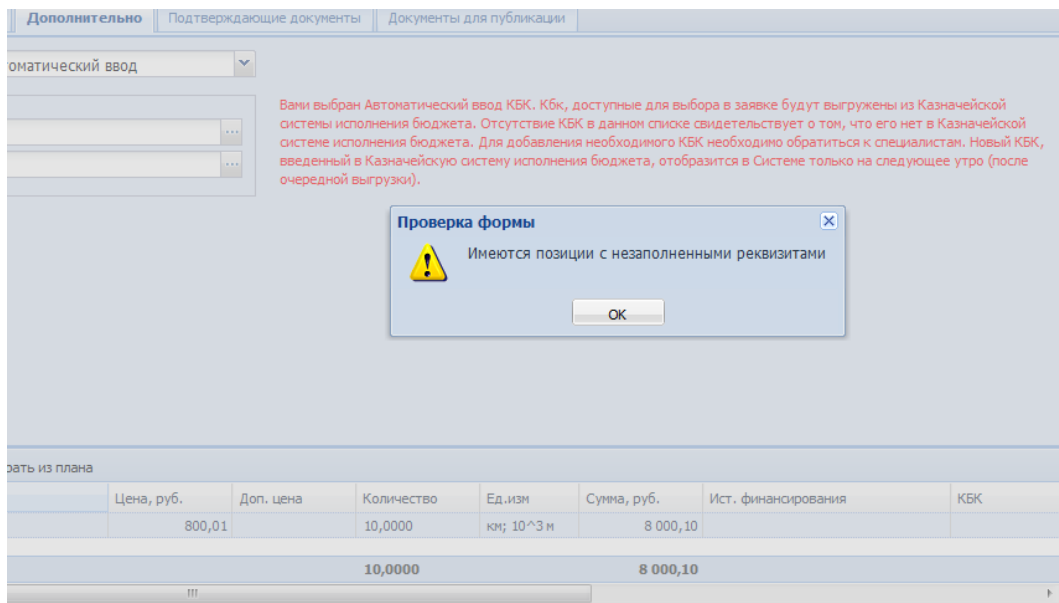 Дополнительно Подтверждающие документы Документы для публикации
томатический ввод
Вами выбран Автоматический ввод КБК. Кбк, доступные для выбора в заявке будут выгружены из Казначейской
системы исполнения бюджета. Отсутствие КБК в данном списке свидетельствует о том, что его нет в Казначейской
системе исполнения бюджета. Для добавления необходимого КБК необходимо обратиться к специалистам. Новый КБК,
введенный в Казначейскую систему исполнения бюджета, отобразится в Системе только на следующее утро (после
очередной выгрузки).
Проверка формы
Имеются позиции с незаполненными реквизитами
ОК
рать из плана
Цена, руб. Доп. цена Количество Ед.изм Сумма, руб. Ист. финансирования КБК
800,01 10,0000 км; 10^3 м 8 000,10
10,0000 8 000,10